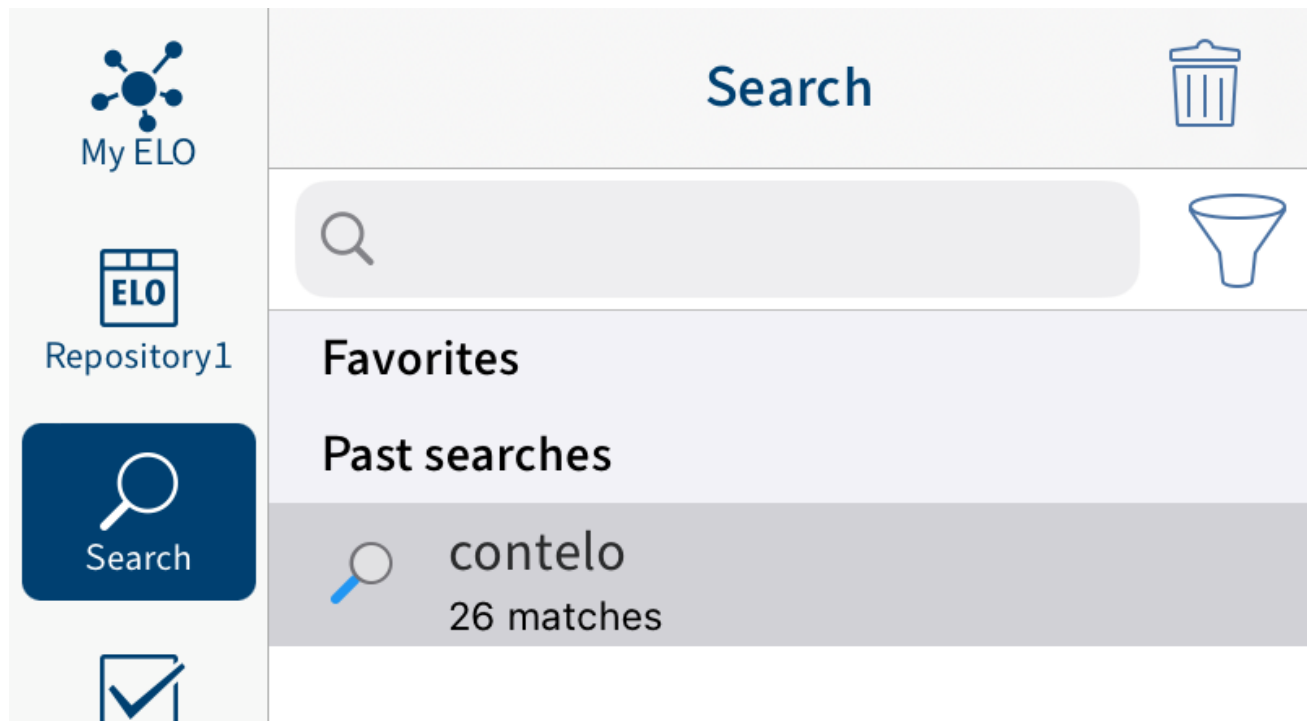 My ELO
ELO
Repository1
Search
Search
Favorites
Past searches
contelo
26 matches